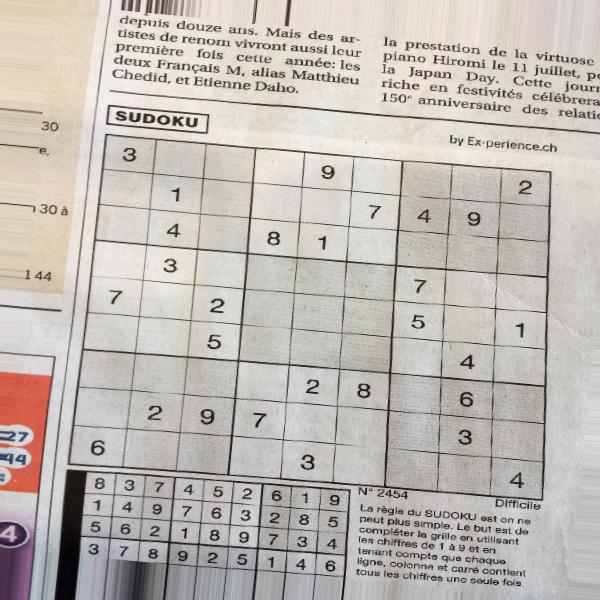 depuis douze ans. Mais des ar-
tistes de renom vivront aussi leur
première fois cette année: les
deux Français M, alias Matthieu
Chedid, et Etienne Daho.
la prestation de la virtuose
piano Hiromi le 11 juillet,
la Japan Day. Cette
riche en festivités
150e anniversaire des
30
e,
30 à
144
=27
=44
4
SUDOKU
by Ex-perience.ch
3 9 2
1 7 4 9
4 8 1
3 7
7 2 5 1
5 4
2 8 6
2 9 7 3
6 3 4
8 3 7 4 5 2 6 1 9
1 4 9 7 6 3 2 8 5
5 6 2 1 8 9 7 3 4
3 7 8 9 2 5 1 4 6
N° 2454
Difficile
La règle du SUDOKU est on ne
peut plus simple. Le but est de
compléter la grille en utilisant
les chiffres de 1 à 9 et en
tenant compte que chaque
ligne, colonne et carré contient
tous les chiffres une seule fois.